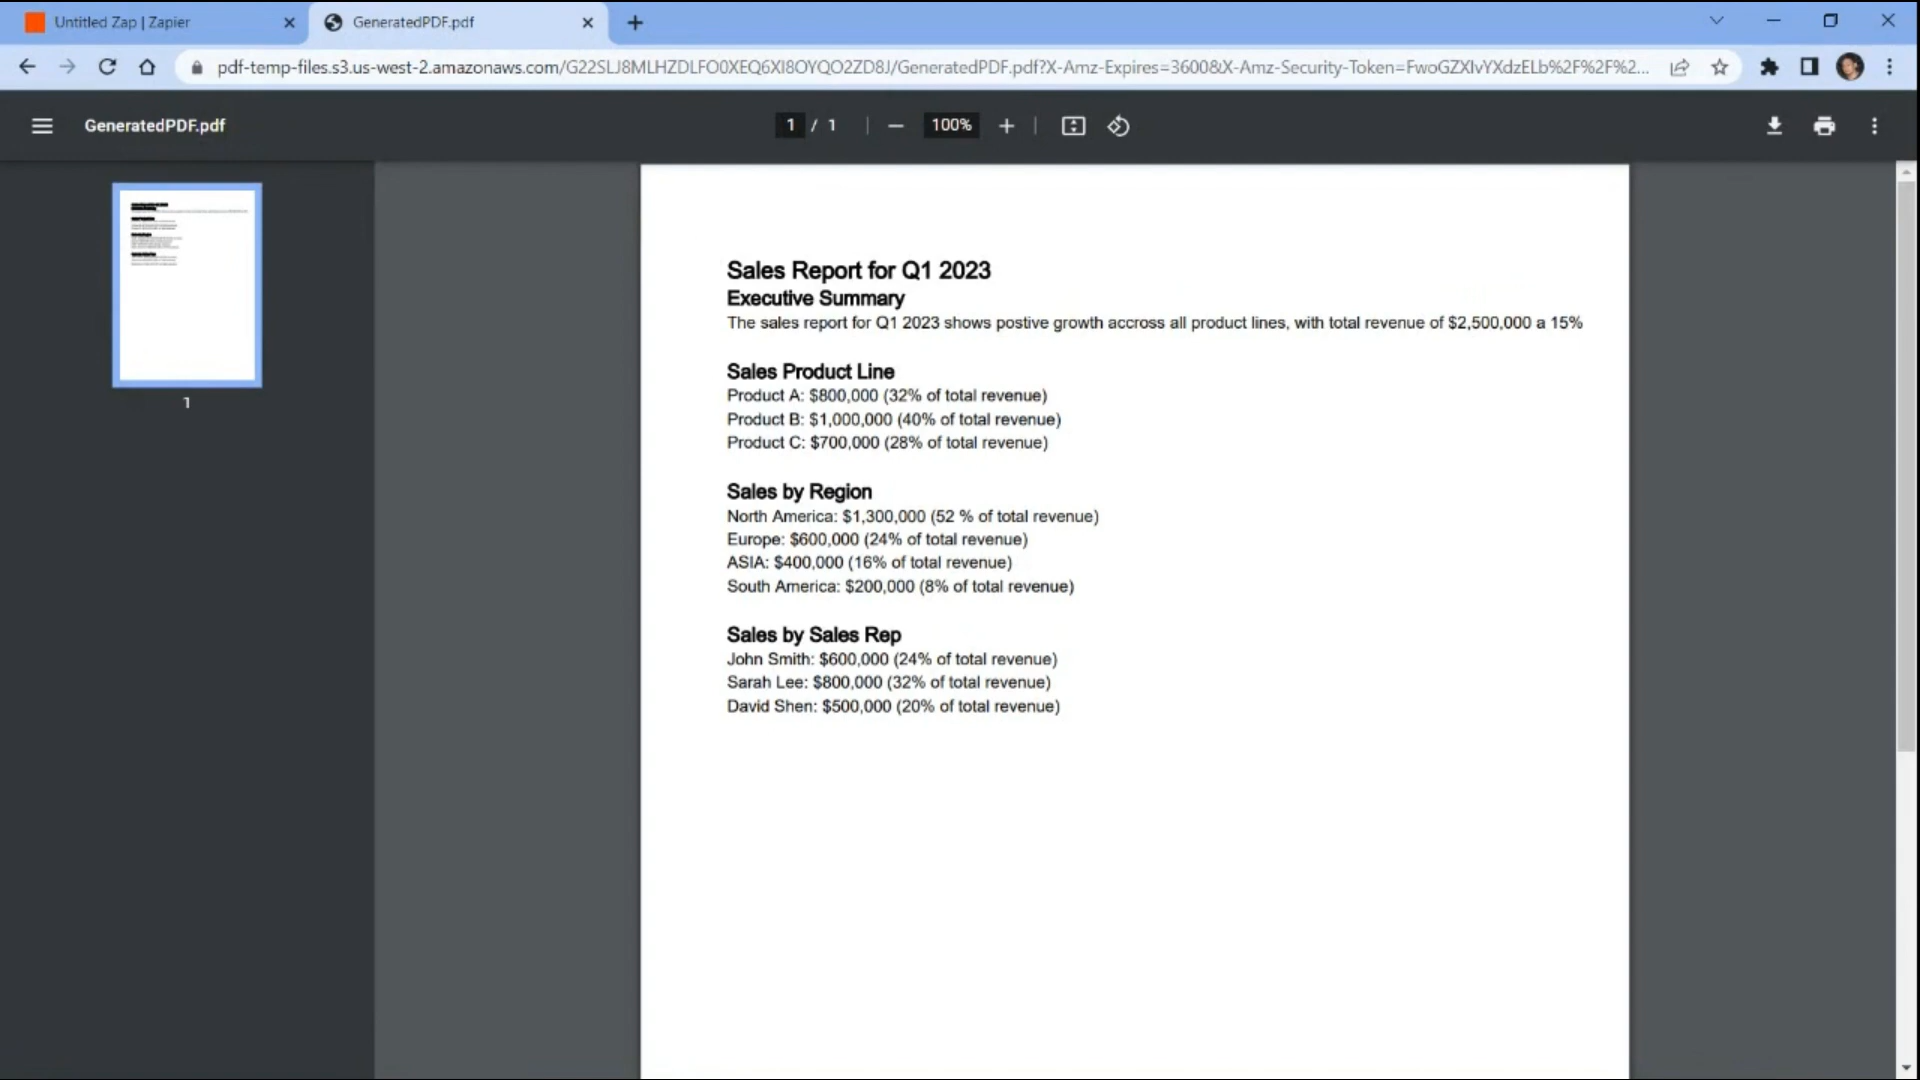 Untitled Zap | Zapier
GeneratedPDF.pdf
pdf-temp-files.s3.us-west-2.amazonaws.com/G22SLJ8MLHZDLFO0XEQ6XI8OYQO2ZD8J/GeneratedPDF.pdf?X-Amz-Expires=3600&X-Amz-Security-Token=FwoGZXIvYXdzELb%2F%2F%2...
GeneratedPDF.pdf
1 / 1
100%
1
Sales Report for Q1 2023
Executive Summary
The sales report for Q1 2023 shows postive growth accross all product lines, with total revenue of $2,500,000 a 15%
Sales Product Line
Product A: $800,000 (32% of total revenue)
Product B: $1,000,000 (40% of total revenue)
Product C: $700,000 (28% of total revenue)
Sales by Region
North America: $1,300,000 (52 % of total revenue)
Europe: $600,000 (24% of total revenue)
ASIA: $400,000 (16% of total revenue)
South America: $200,000 (8% of total revenue)
Sales by Sales Rep
John Smith: $600,000 (24% of total revenue)
Sarah Lee: $800,000 (32% of total revenue)
David Shen: $500,000 (20% of total revenue)